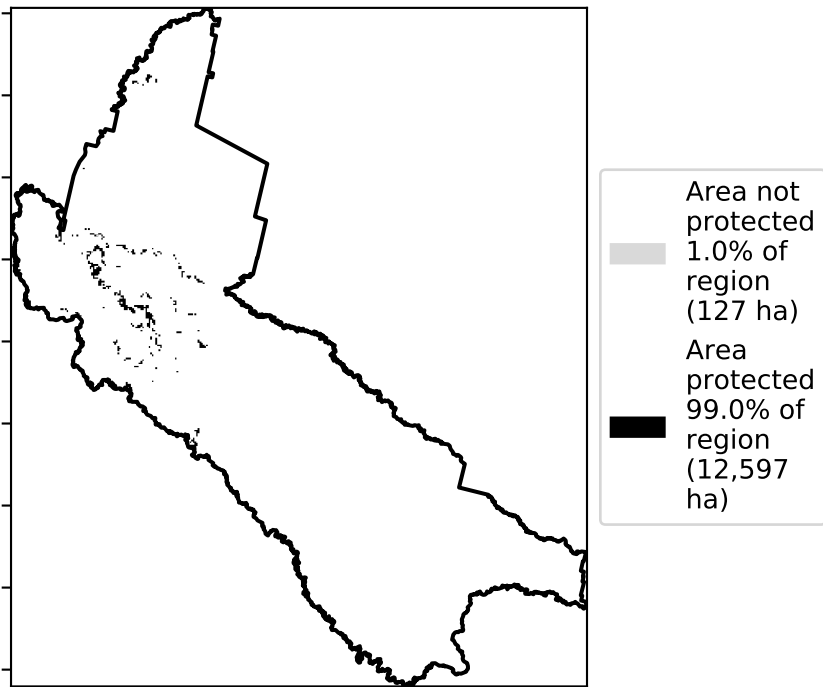 Area not
protected
1.0% of
region
(127 ha)
Area
protected
99.0% of
region
(12,597
ha)